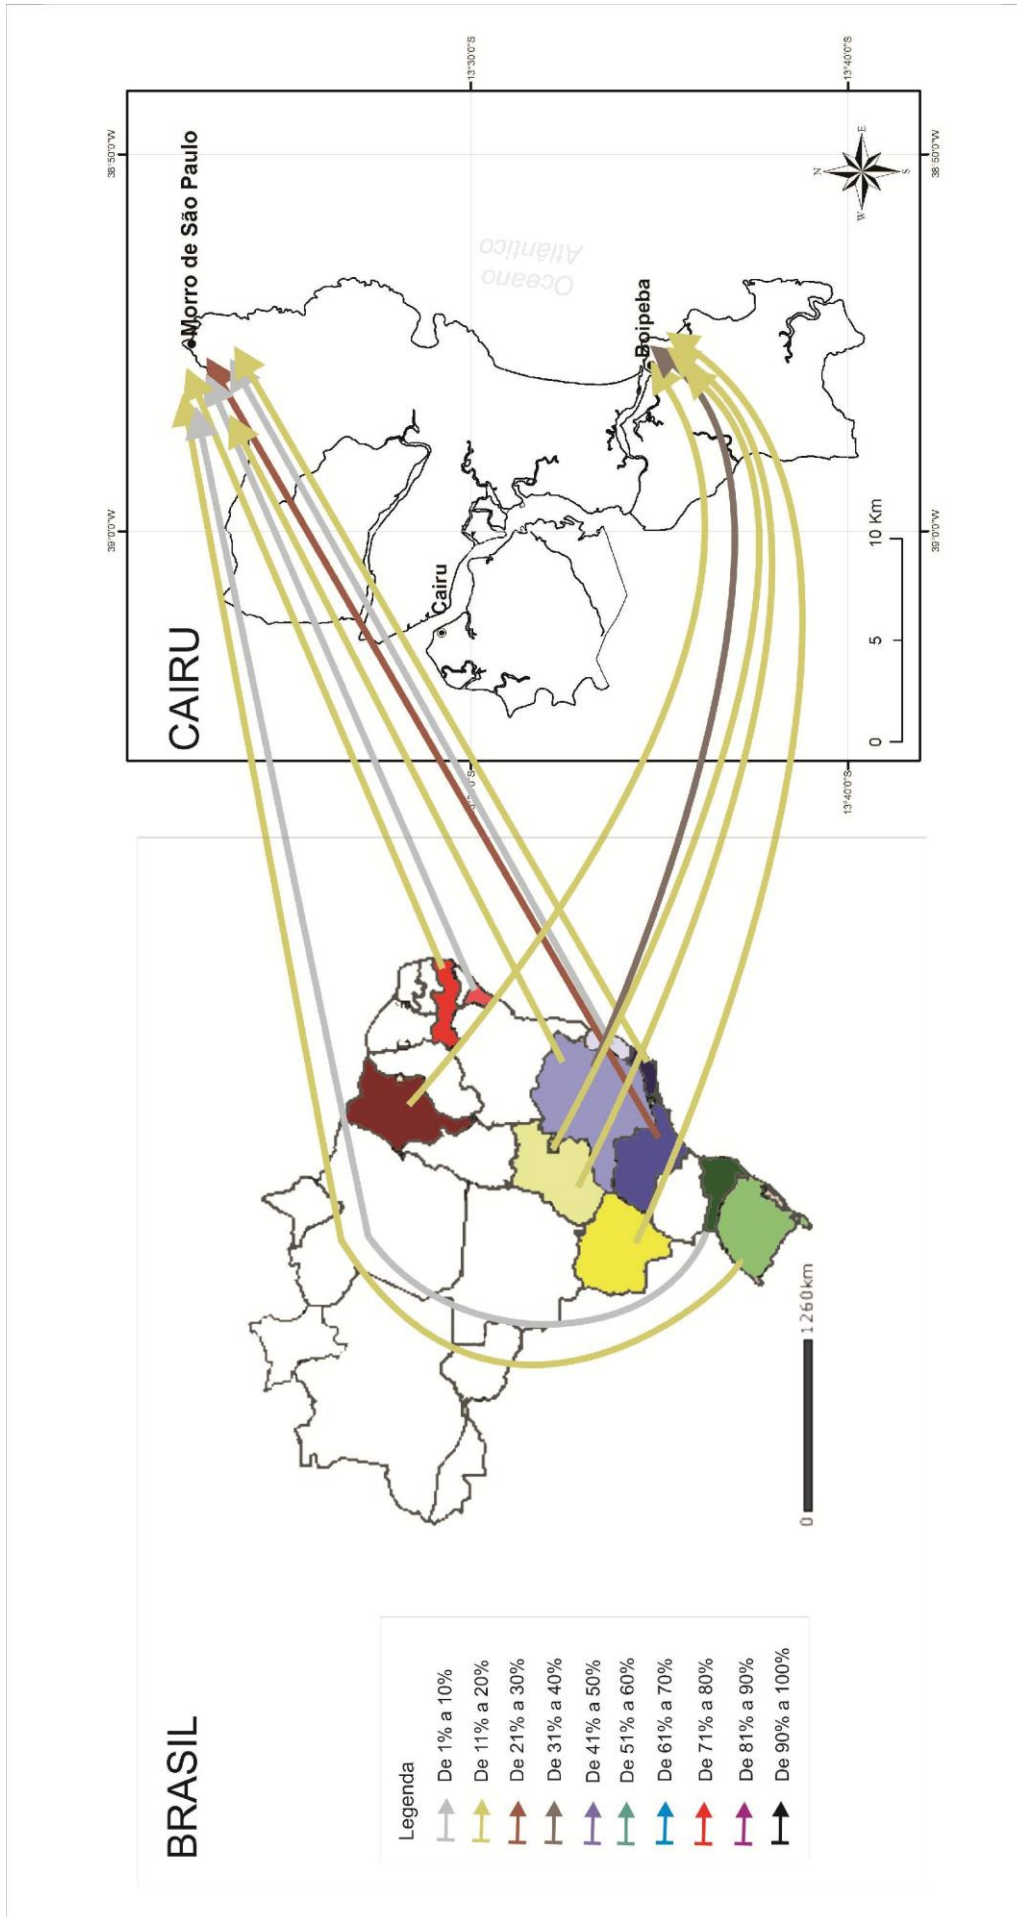 BRASIL
Legenda
De 1% a 10%
De 11% a 20%
De 21% a 30%
De 31% a 40%
De 41% a 50%
De 51% a 60%
De 61% a 70%
De 71% a 80%
De 81% a 90%
De 90% a 100%
0 1260km
CAIRU
39°0'0"W
38°50'0"W
Morro de São Paulo
13°30'0"S
Oceano
Atlântico
Cairu
Boipeba
0 5 10 Km
N
W
E
S
13°40'0"S
13°40'0"S
39°0'0"W
38°50'0"W